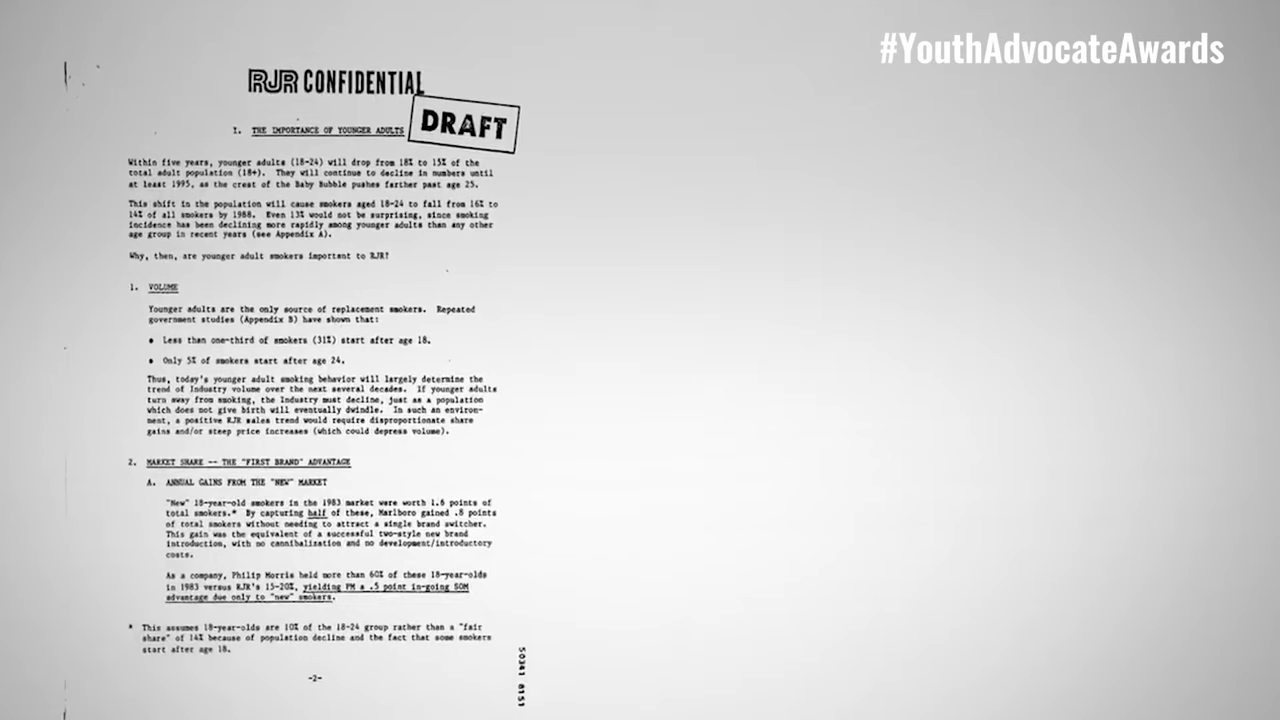 #YouthAdvocateAwards
RJR CONFIDENTIAL
DRAFT
I. THE IMPORTANCE OF YOUNGER ADULTS
Within five years, younger adults (18-24) will drop from 18% to 15% of the
total adult population (18+). They will continue to decline in numbers until
at least 1995, as the crest of the Baby Bubble pushes farther past age 25.
This shift in the population will cause smokers aged 18-24 to fall from 16% to
14% of all smokers by 1988. Even 13% would not be surprising, since smoking
incidence has been declining more rapidly among younger adults than any other
age group in recent years (see Appendix A).
Why, then, are younger adult smokers important to RJR?
1. VOLUME
Younger adults are the only source of replacement smokers. Repeated
government studies (Appendix B) have shown that:
• Less than one-third of smokers (31%) start after age 18.
• Only 5% of smokers start after age 24.
Thus, today's younger adult smoking behavior will largely determine the
trend of Industry volume over the next several decades. If younger adults
turn away from smoking, the Industry must decline, just as a population
which does not give birth will eventually dwindle. In such an environ-
ment, a positive RJR sales trend would require disproportionate share
gains and/or steep price increases (which could depress volume).
2. MARKET SHARE -- THE "FIRST BRAND" ADVANTAGE
A. ANNUAL GAINS FROM THE "NEW" MARKET
"New" 18-year-old smokers in the 1983 market were worth 1.6 points of
total smokers.* By capturing half of these, Marlboro gained .8 points
of total smokers without needing to attract a single brand switcher.
This gain was the equivalent of a successful two-style new brand
introduction, with no cannibalization and no development/introductory
costs.
As a company, Philip Morris held more than 60% of these 18-year-olds
in 1983 versus RJR's 15-20%, yielding PM a .5 point in-going SOM
advantage due only to "new" smokers.
* This assumes 18-year-olds are 10% of the 18-24 group rather than a "fair
share" of 14% because of population decline and the fact that some smokers
start after age 18.
-2-
50341 8151